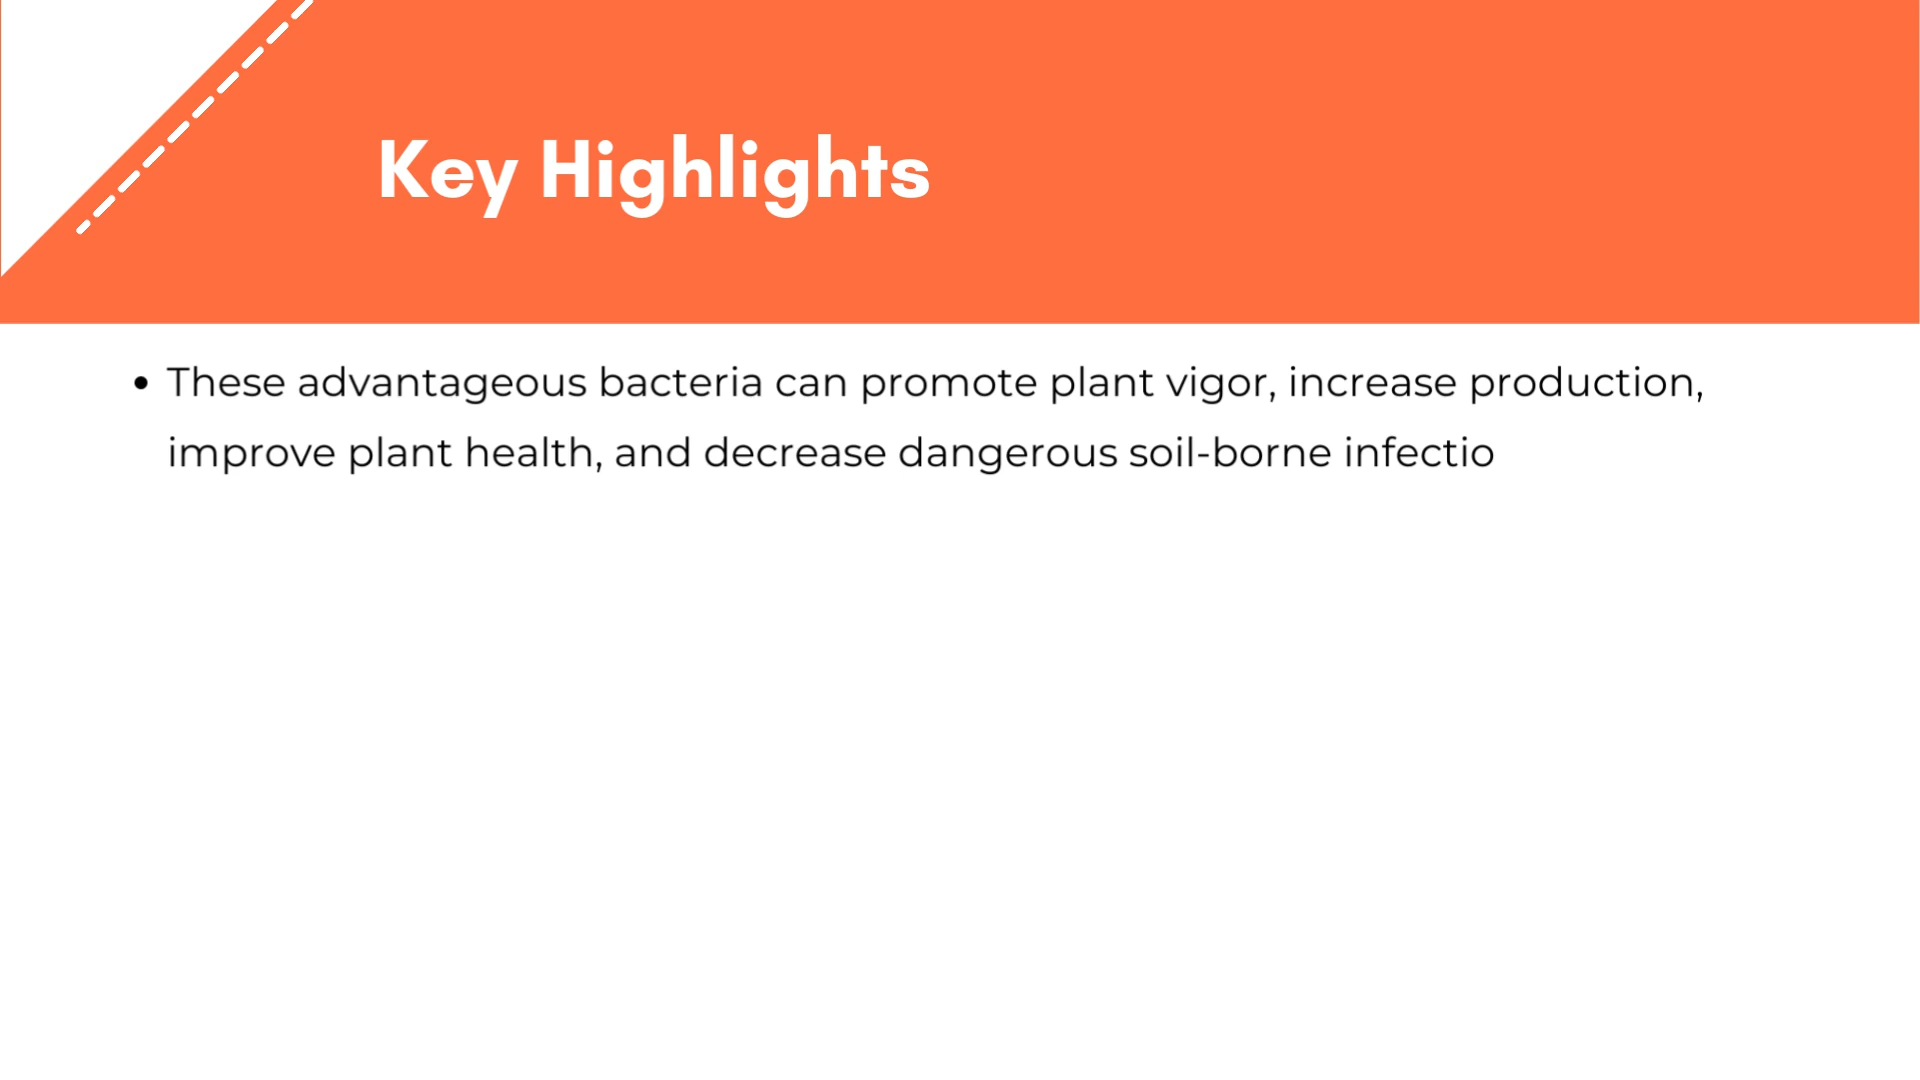 Key Highlights
• These advantageous bacteria can promote plant vigor, increase production,
improve plant health, and decrease dangerous soil-borne infectio